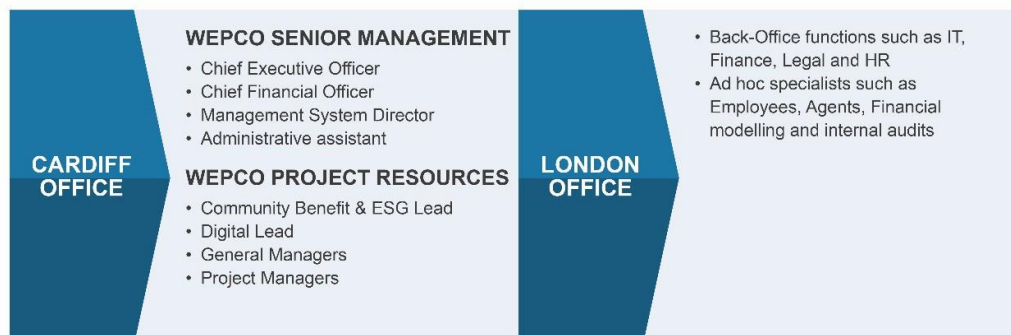 CARDIFF
OFFICE
WEPCO SENIOR MANAGEMENT
• Chief Executive Officer
• Chief Financial Officer
• Management System Director
• Administrative assistant
WEPCO PROJECT RESOURCES
• Community Benefit & ESG Lead
• Digital Lead
• General Managers
• Project Managers
LONDON
OFFICE
• Back-Office functions such as IT,
Finance, Legal and HR
• Ad hoc specialists such as
Employees, Agents, Financial
modelling and internal audits